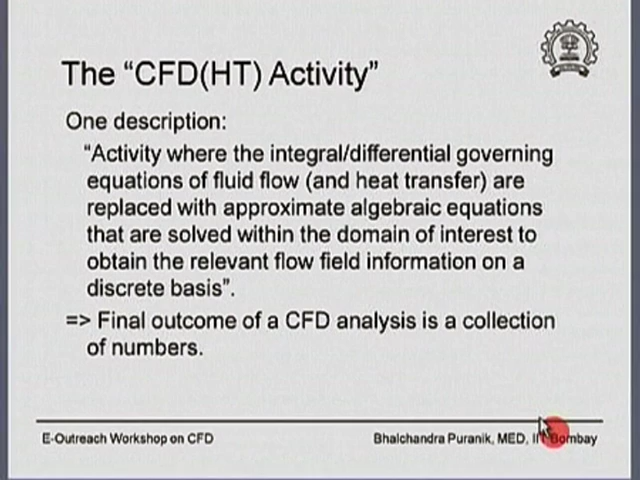 The “CFD(HT) Activity”
One description:
“Activity where the integral/differential governing
equations of fluid flow (and heat transfer) are
replaced with approximate algebraic equations
that are solved within the domain of interest to
obtain the relevant flow field information on a
discrete basis”.
=> Final outcome of a CFD analysis is a collection
of numbers.
E-Outreach Workshop on CFD
Bhalchandra Puranik, MED, IIT Bombay